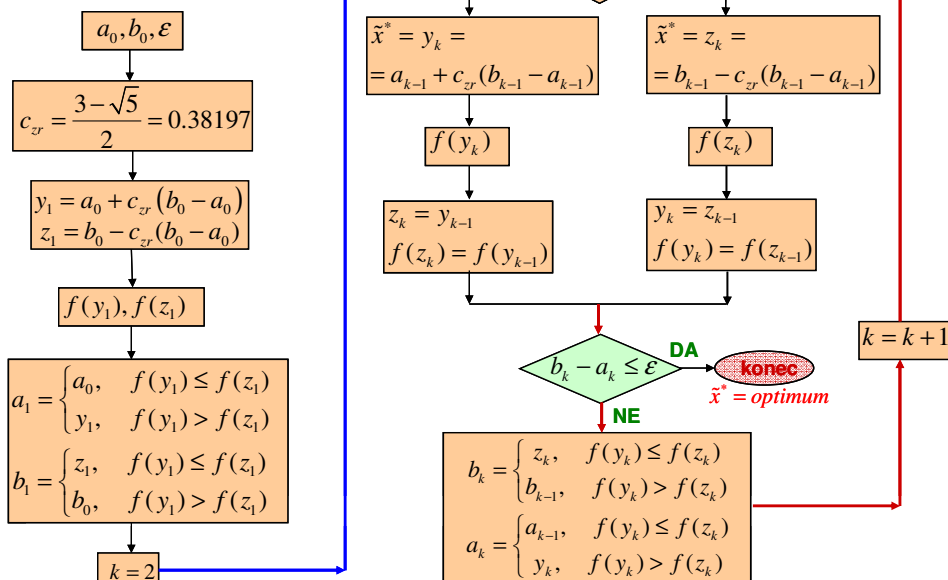 a_0, b_0, ε
c_zr = (3 − √5) / 2 = 0.38197
y_1 = a_0 + c_zr (b_0 − a_0)
z_1 = b_0 − c_zr (b_0 − a_0)
f(y_1), f(z_1)
a_1 = { a_0, f(y_1) ≤ f(z_1)
y_1, f(y_1) > f(z_1)
b_1 = { z_1, f(y_1) ≤ f(z_1)
b_0, f(y_1) > f(z_1)
k = 2
x̃* = y_k =
= a_{k−1} + c_zr (b_{k−1} − a_{k−1})
f(y_k)
z_k = y_{k−1}
f(z_k) = f(y_{k−1})
x̃* = z_k =
= b_{k−1} − c_zr (b_{k−1} − a_{k−1})
f(z_k)
y_k = z_{k−1}
f(y_k) = f(z_{k−1})
b_k − a_k ≤ ε
DA
konec
x̃* = optimum
NE
b_k = { z_k, f(y_k) ≤ f(z_k)
b_{k−1}, f(y_k) > f(z_k)
a_k = { a_{k−1}, f(y_k) ≤ f(z_k)
y_k, f(y_k) > f(z_k)
k = k + 1